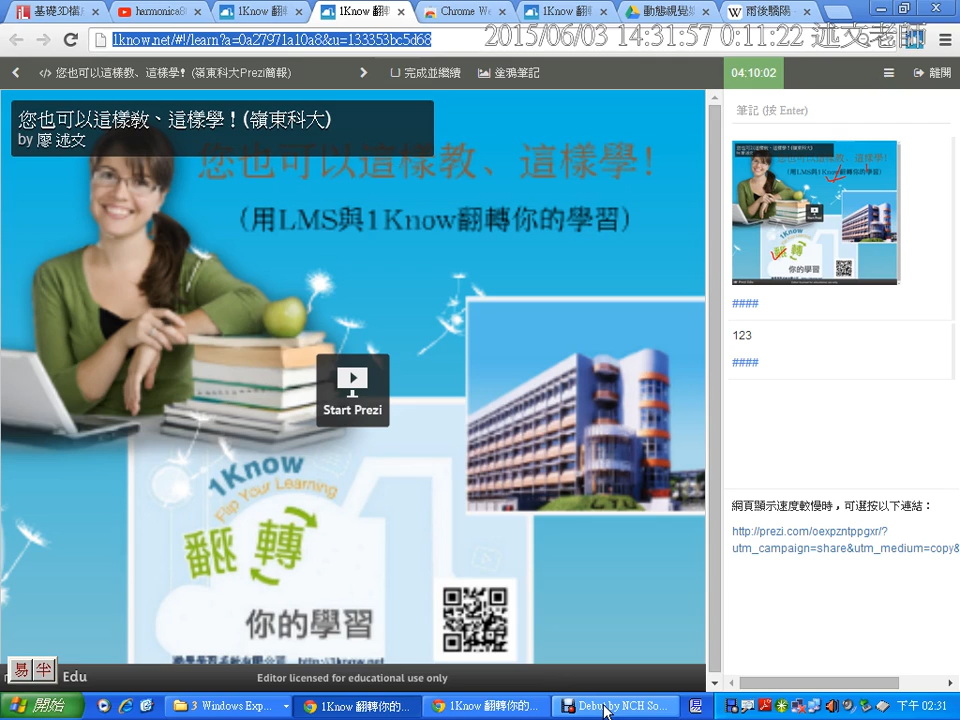 基礎3D構
harmonica8
1Know 翻
1Know 翻
Chrome We
1Know 翻
動態視覺
W 雨後驕陽
1know.net/#!/learn?a=0a27971a10a8&u=133353bc5d68
2015/06/03 14:31:57 0:11:22 述文老師
您也可以這樣教、這樣學! (嶺東科大Prezi簡報)
完成並繼續
塗鴉筆記
04:10:02
離開
您也可以這樣教、這樣學 ! (嶺東科大)
by 廖 述文
您也可以這樣教、這樣學!
(用LMS與1Know翻轉你的學習)
Start Prezi
1Know
Flip Your Learning
翻轉
你的學習
Edu
Editor licensed for educational use only
筆記 (按 Enter)
####
123
####
網頁顯示速度較慢時，可選按以下連結：
http://prezi.com/oexpzntppgxr/?
utm_campaign=share&utm_medium=copy&
易 半
開始
3 Windows Exp...
1Know 翻轉你的...
1Know 翻轉你的...
Debut by NCH So...
下午 02:31